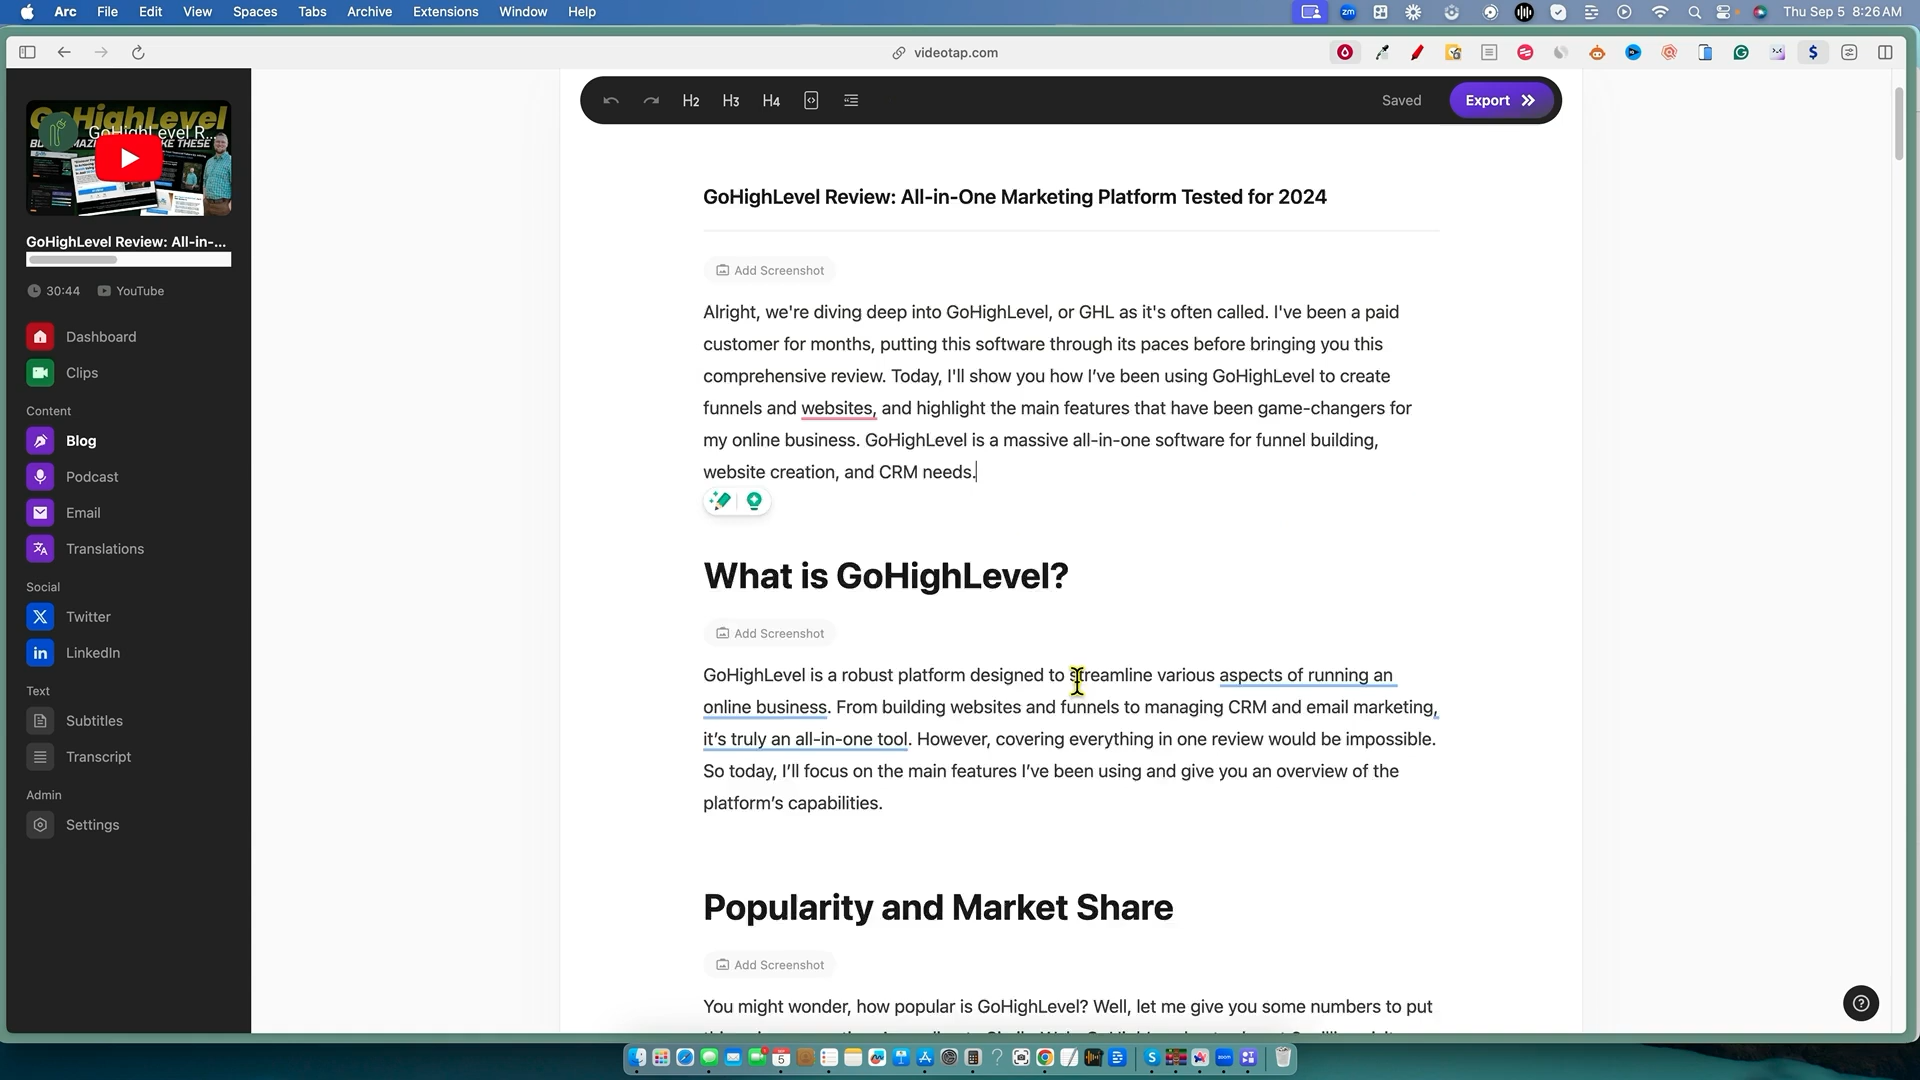 Arc File Edit View Spaces Tabs Archive Extensions Window Help
zm
Thu Sep 5 8:26 AM
videotap.com
GoHighLevel
GoHighLevel R...
GoHighLevel Review: All-in-...
30:44 YouTube
Dashboard
Clips
Content
Blog
Podcast
Email
Translations
Social
Twitter
LinkedIn
Text
Subtitles
Transcript
Admin
Settings
H2 H3 H4 Saved Export
GoHighLevel Review: All-in-One Marketing Platform Tested for 2024
Add Screenshot
Alright, we're diving deep into GoHighLevel, or GHL as it's often called. I've been a paid
customer for months, putting this software through its paces before bringing you this
comprehensive review. Today, I'll show you how I’ve been using GoHighLevel to create
funnels and websites, and highlight the main features that have been game-changers for
my online business. GoHighLevel is a massive all-in-one software for funnel building,
website creation, and CRM needs.
What is GoHighLevel?
Add Screenshot
GoHighLevel is a robust platform designed to streamline various aspects of running an
online business. From building websites and funnels to managing CRM and email marketing,
it’s truly an all-in-one tool. However, covering everything in one review would be impossible.
So today, I’ll focus on the main features I’ve been using and give you an overview of the
platform’s capabilities.
Popularity and Market Share
Add Screenshot
You might wonder, how popular is GoHighLevel? Well, let me give you some numbers to put